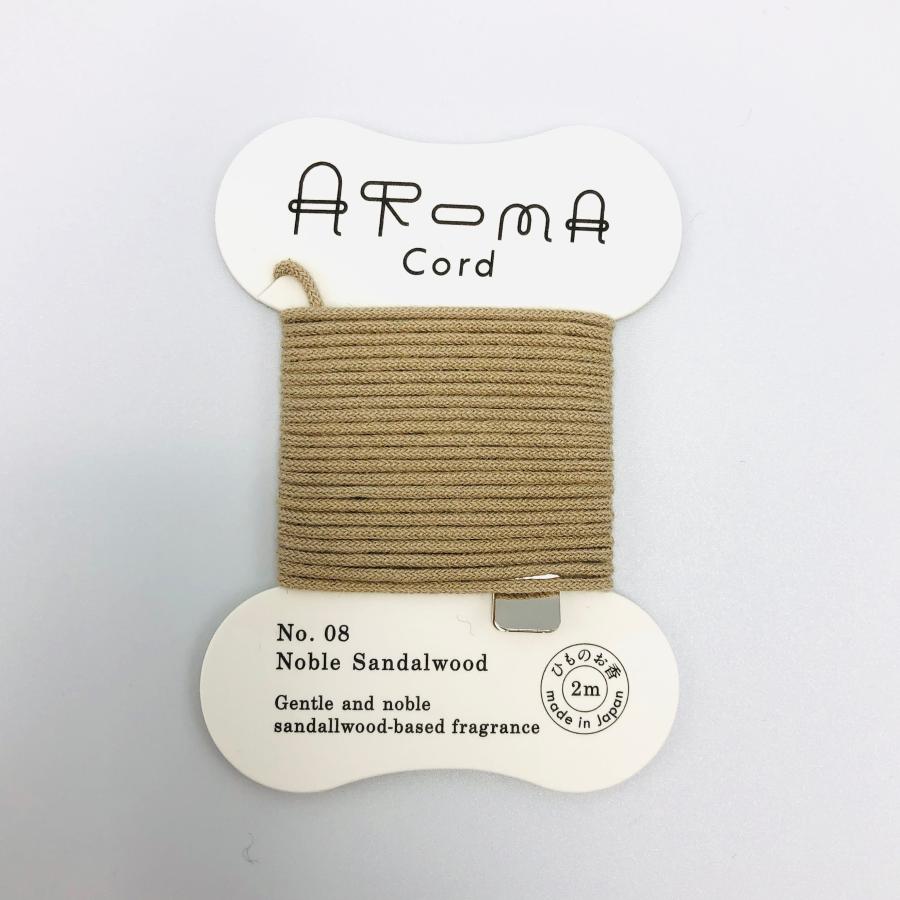 AROMA
Cord
No. 08
Noble Sandalwood
Gentle and noble
sandallwood-based fragrance
ひものお香
2m
made in Japan